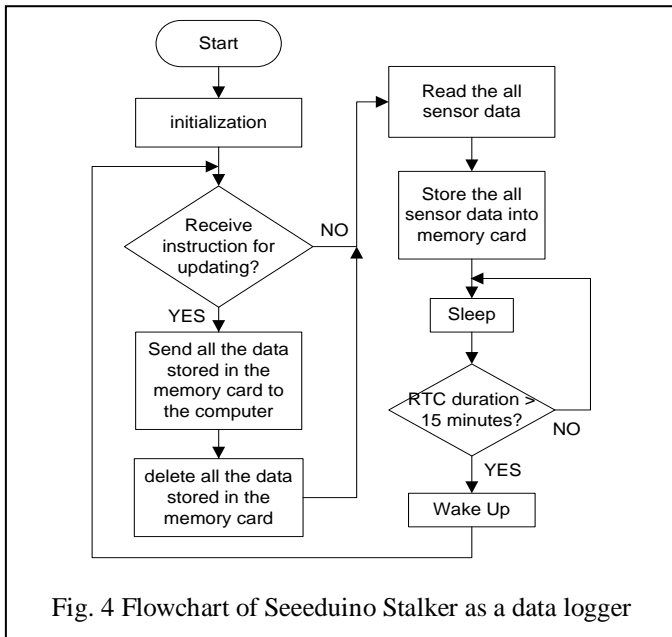 Start
initialization
Receive
instruction for
updating?
NO
YES
Send all the data
stored in the
memory card to
the computer
delete all the data
stored in the
memory card
Read the all
sensor data
Store the all
sensor data into
memory card
Sleep
RTC duration >
15 minutes?
NO
YES
Wake Up
Fig. 4 Flowchart of Seeeduino Stalker as a data logger